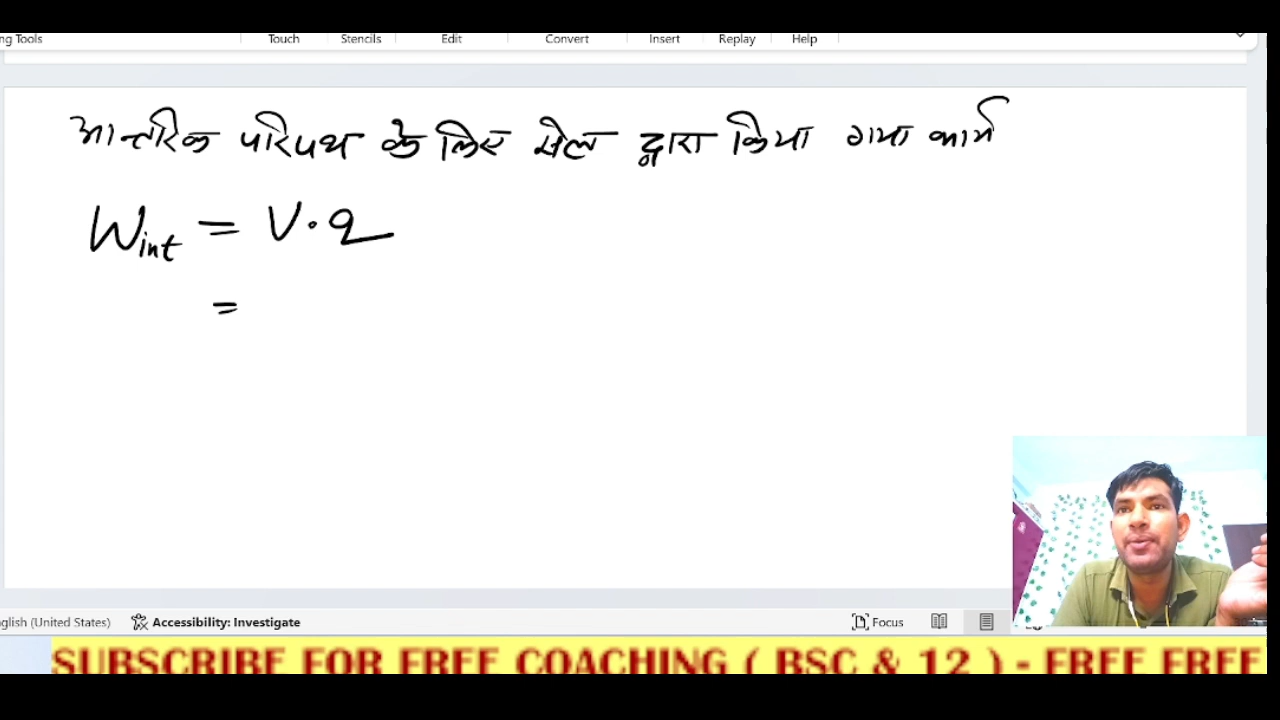 ng Tools Touch Stencils Edit Convert Insert Replay Help
आन्तरिक परिपथ के लिए सेल द्वारा किया गया कार्य
Wint = V·q
=
glish (United States) Accessibility: Investigate Focus
SUBSCRIBE FOR FREE COACHING ( BSC & 12 ) - FREE FREE